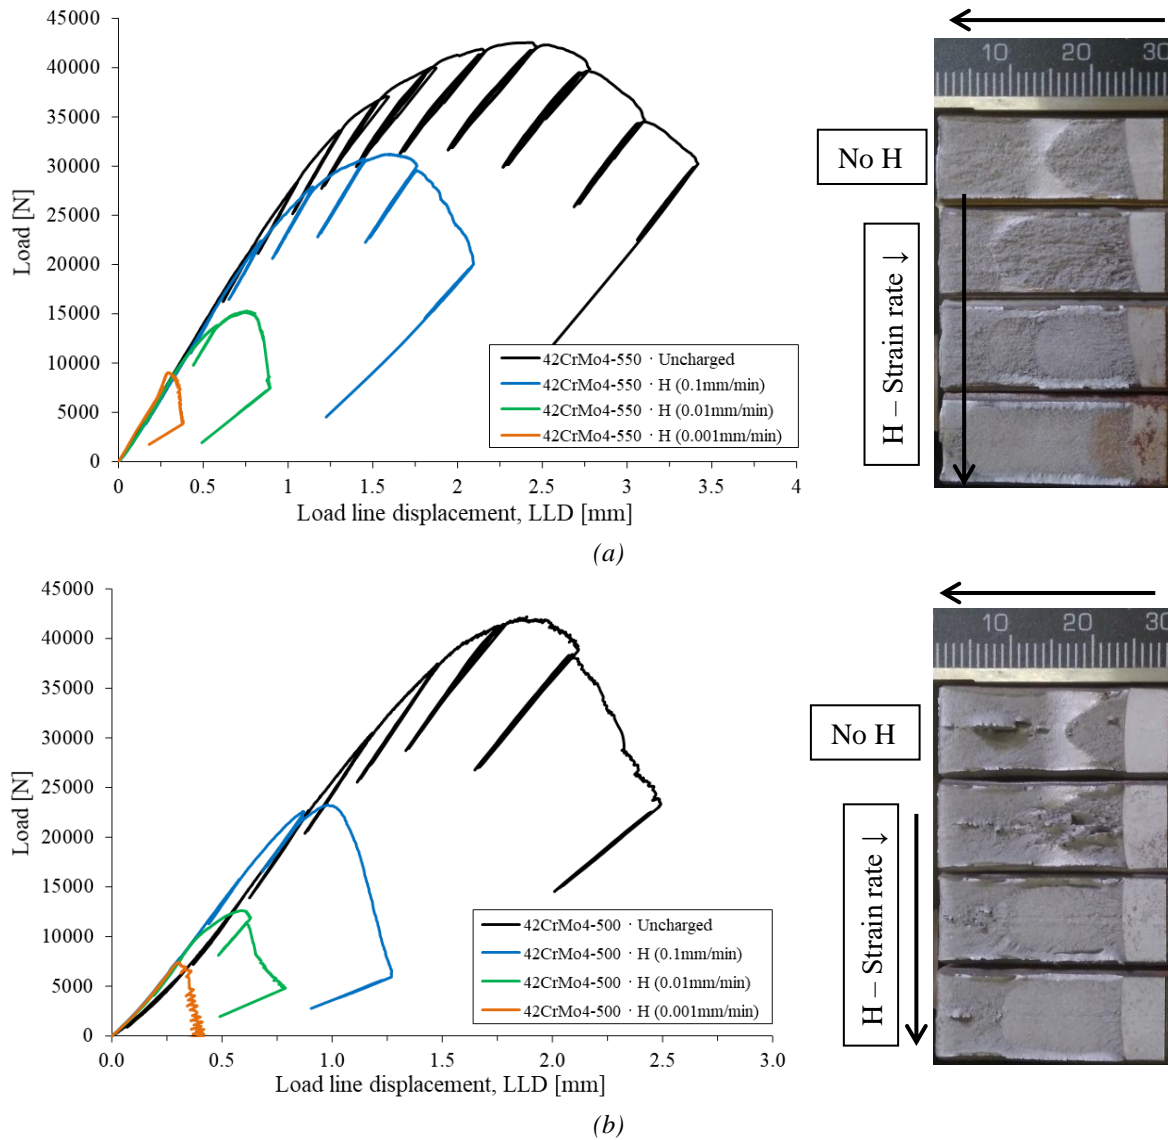 45000
40000
35000
30000
25000
20000
15000
10000
5000
0
Load [N]
0
0.5
1
1.5
2
2.5
3
3.5
4
Load line displacement, LLD [mm]
42CrMo4-550 · Uncharged
42CrMo4-550 · H (0.1mm/min)
42CrMo4-550 · H (0.01mm/min)
42CrMo4-550 · H (0.001mm/min)
10 20 30
No H
H – Strain rate ↓
(a)
45000
40000
35000
30000
25000
20000
15000
10000
5000
0
Load [N]
0.0
0.5
1.0
1.5
2.0
2.5
3.0
Load line displacement, LLD [mm]
42CrMo4-500 · Uncharged
42CrMo4-500 · H (0.1mm/min)
42CrMo4-500 · H (0.01mm/min)
42CrMo4-500 · H (0.001mm/min)
10 20 30
No H
H – Strain rate ↓
(b)